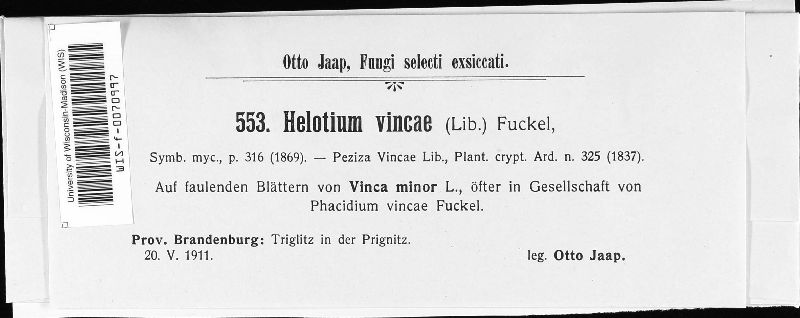 Otto Jaap, Fungi selecti exsiccati.
553. Helotium vincae (Lib.) Fuckel,
Symb. myc., p. 316 (1869). — Peziza Vincae Lib., Plant. crypt. Ard. n. 325 (1837).
Auf faulenden Blättern von Vinca minor L., öfter in Gesellschaft von
Phacidium vincae Fuckel.
Prov. Brandenburg: Triglitz in der Prignitz.
20. V. 1911.
leg. Otto Jaap.
University of Wisconsin-Madison (WIS)
WIS-f-0070997